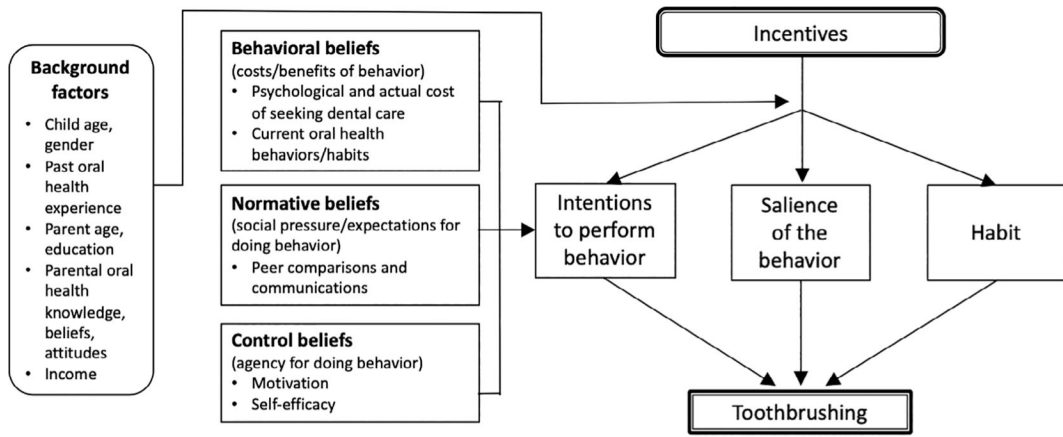 Background
factors
• Child age,
gender
• Past oral
health
experience
• Parent age,
education
• Parental oral
health
knowledge,
beliefs,
attitudes
• Income
Behavioral beliefs
(costs/benefits of behavior)
• Psychological and actual cost
of seeking dental care
• Current oral health
behaviors/habits
Normative beliefs
(social pressure/expectations for
doing behavior)
• Peer comparisons and
communications
Control beliefs
(agency for doing behavior)
• Motivation
• Self-efficacy
Incentives
Intentions
to perform
behavior
Salience
of the
behavior
Habit
Toothbrushing